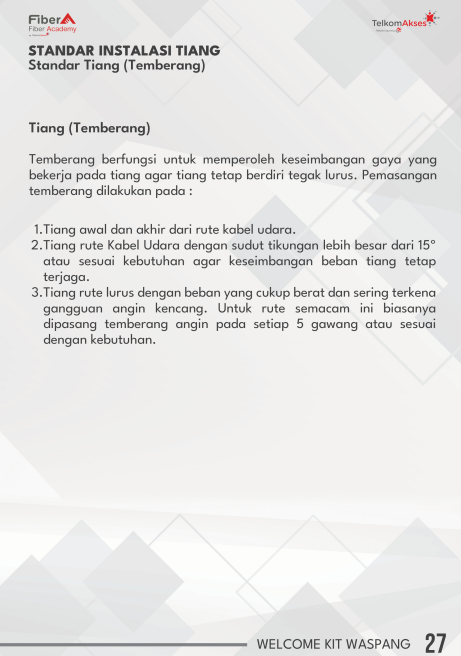 Fiber
Fiber Academy
TelkomAkses
STANDAR INSTALASI TIANG
Standar Tiang (Temberang)
Tiang (Temberang)
Temberang berfungsi untuk memperoleh keseimbangan gaya yang
bekerja pada tiang agar tiang tetap berdiri tegak lurus. Pemasangan
temberang dilakukan pada :
1.Tiang awal dan akhir dari rute kabel udara.
2.Tiang rute Kabel Udara dengan sudut tikungan lebih besar dari 15°
atau sesuai kebutuhan agar keseimbangan beban tiang tetap
terjaga.
3.Tiang rute lurus dengan beban yang cukup berat dan sering terkena
gangguan angin kencang. Untuk rute semacam ini biasanya
dipasang temberang angin pada setiap 5 gawang atau sesuai
dengan kebutuhan.
WELCOME KIT WASPANG 27